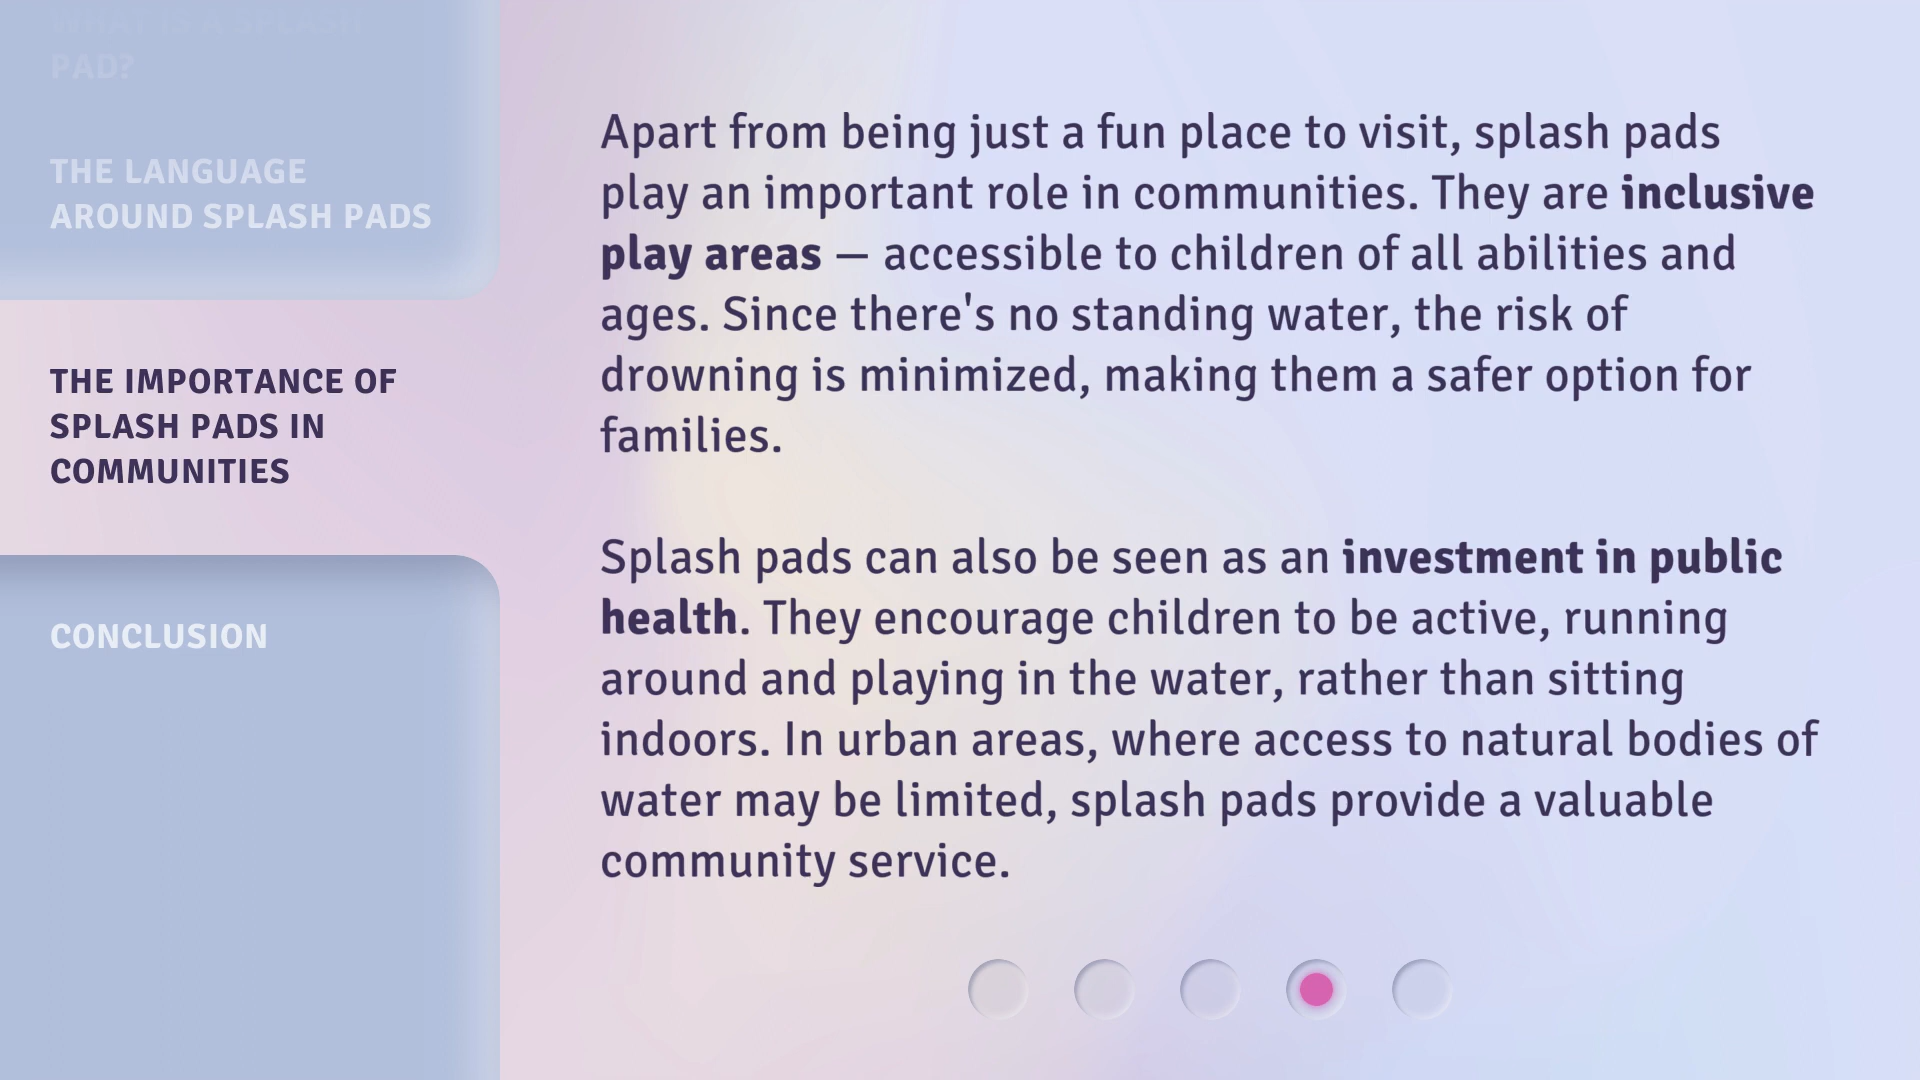 WHAT IS A SPLASH
PAD?
THE LANGUAGE
AROUND SPLASH PADS
THE IMPORTANCE OF
SPLASH PADS IN
COMMUNITIES
CONCLUSION
Apart from being just a fun place to visit, splash pads
play an important role in communities. They are inclusive
play areas — accessible to children of all abilities and
ages. Since there's no standing water, the risk of
drowning is minimized, making them a safer option for
families.
Splash pads can also be seen as an investment in public
health. They encourage children to be active, running
around and playing in the water, rather than sitting
indoors. In urban areas, where access to natural bodies of
water may be limited, splash pads provide a valuable
community service.